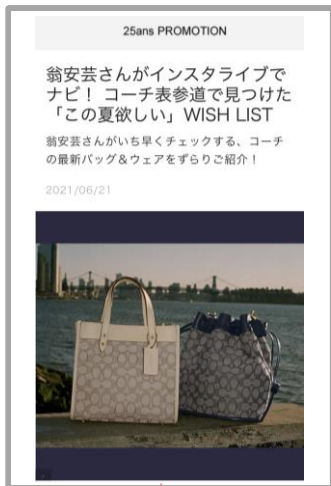 25ans PROMOTION
翁安芸さんがインスタライブで
ナビ！ コーチ表参道で見つけた
「この夏欲しい」WISH LIST
翁安芸さんがいち早くチェックする、コーチ
の最新バッグ＆ウェアをずらりご紹介！
2021/06/21